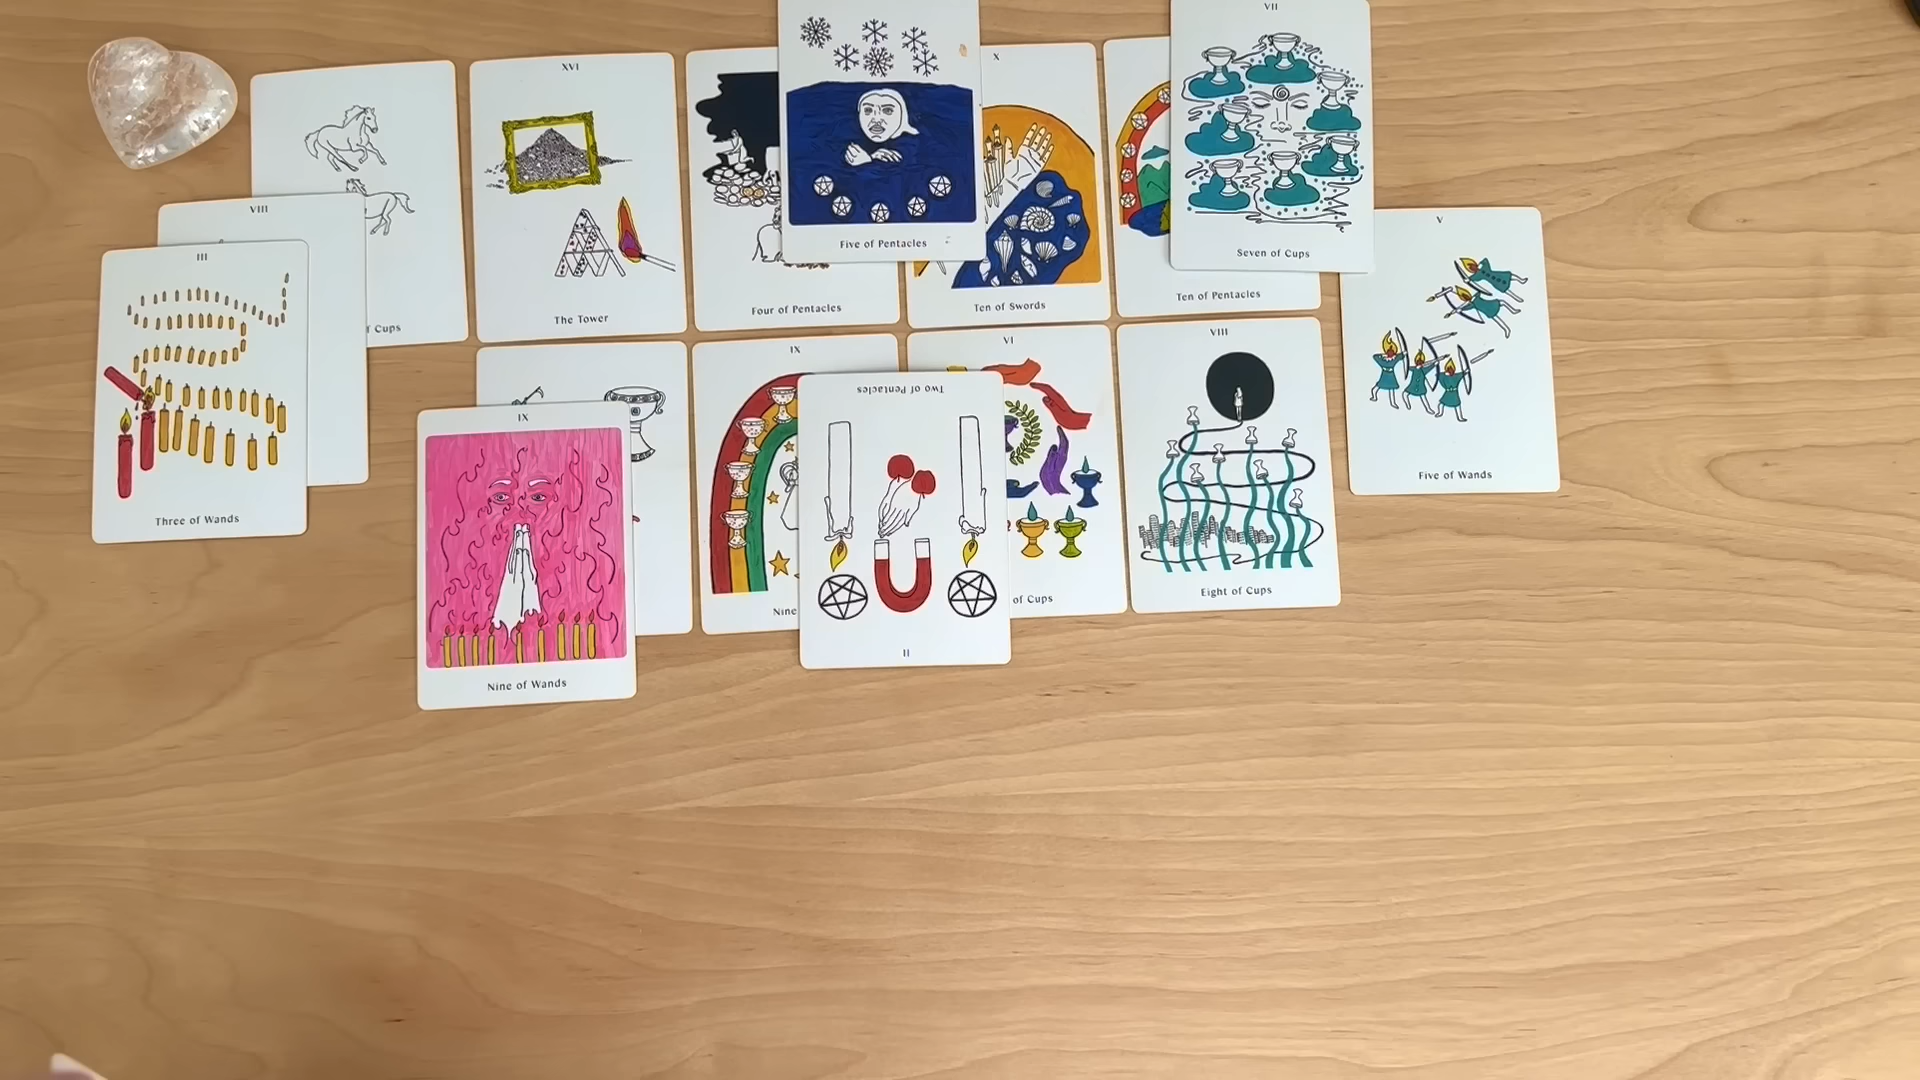 VII
XVI
X
Five of Pentacles
Seven of Cups
VIII
f Cups
The Tower
Four of Pentacles
Ten of Swords
Ten of Pentacles
V
Five of Wands
III
Three of Wands
IX
VI
VIII
Two of Pentacles
IX
Nine
of Cups
Eight of Cups
II
Nine of Wands